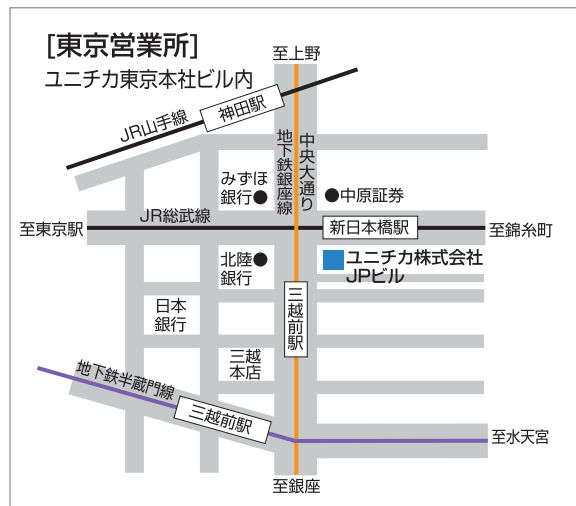 [東京営業所]
ユニチカ東京本社ビル内
至上野
神田駅
JR山手線
地下鉄銀座線
中央大通り
みずほ
銀行
中原証券
至東京駅
JR総武線
新日本橋駅
至錦糸町
北陸
銀行
ユニチカ株式会社
JPビル
三越前駅
日本
銀行
三越
本店
地下鉄半蔵門線
三越前駅
至水天宮
至銀座